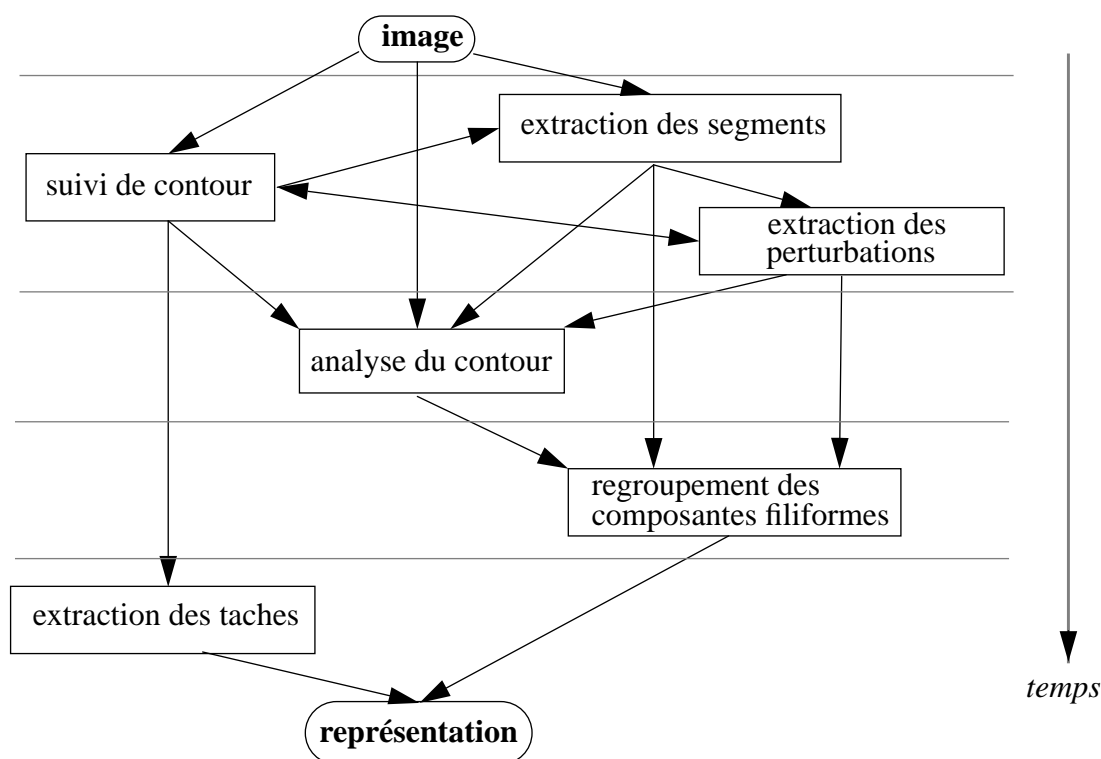 image
extraction des segments
suivi de contour
extraction des
perturbations
analyse du contour
regroupement des
composantes filiformes
extraction des taches
temps
représentation